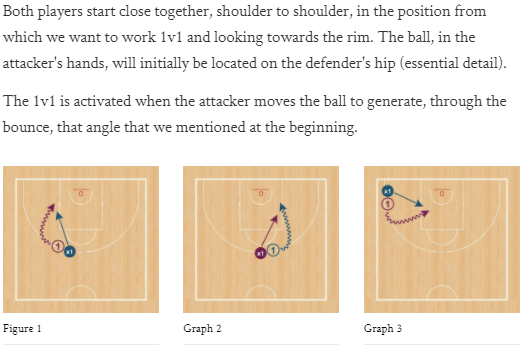 Both players start close together, shoulder to shoulder, in the position from
which we want to work 1v1 and looking towards the rim. The ball, in the
attacker's hands, will initially be located on the defender's hip (essential detail).
The 1v1 is activated when the attacker moves the ball to generate, through the
bounce, that angle that we mentioned at the beginning.
1 x1
x1 1
x1
1
Figure 1
Graph 2
Graph 3